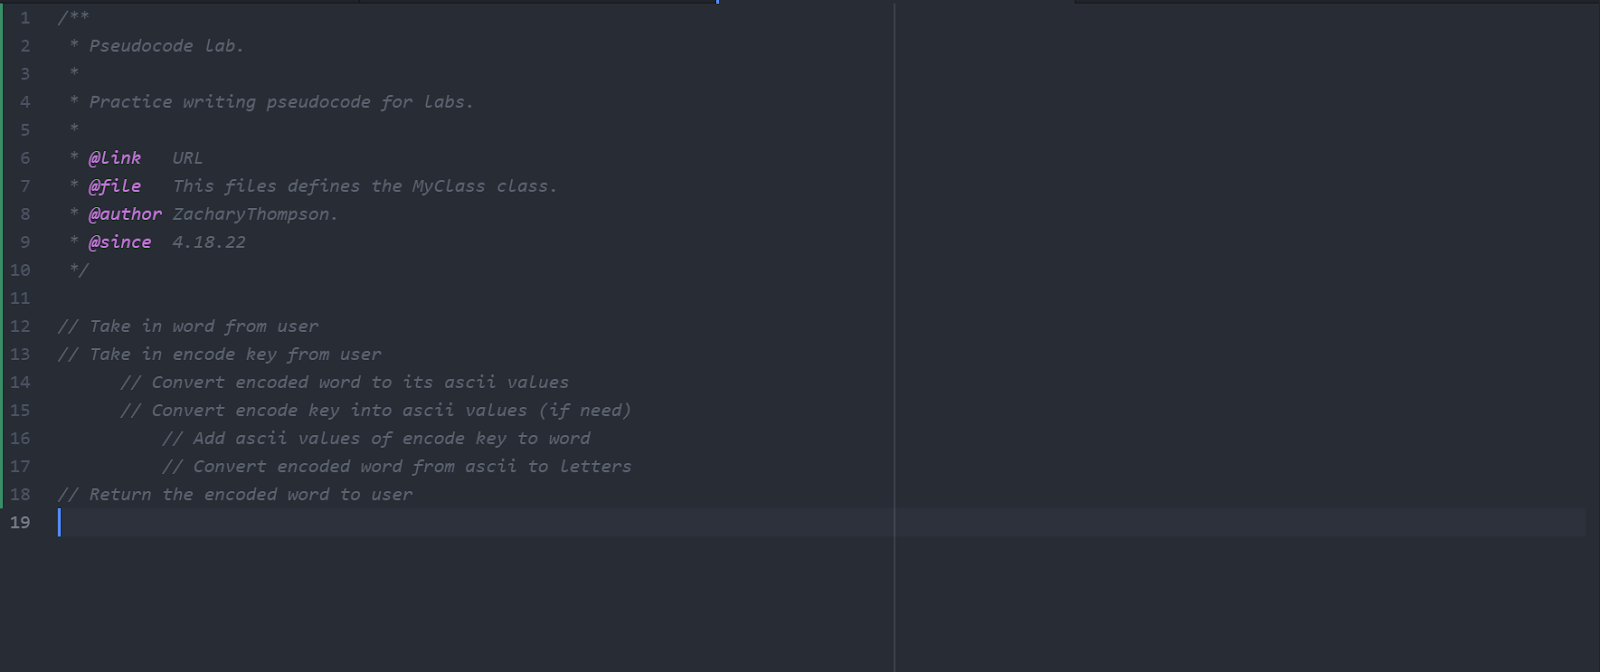 1 /**
2  * Pseudocode lab.
3  *
4  * Practice writing pseudocode for labs.
5  *
6  * @link   URL
7  * @file   This files defines the MyClass class.
8  * @author ZacharyThompson.
9  * @since  4.18.22
10  */
11
12 // Take in word from user
13 // Take in encode key from user
14       // Convert encoded word to its ascii values
15       // Convert encode key into ascii values (if need)
16           // Add ascii values of encode key to word
17           // Convert encoded word from ascii to letters
18 // Return the encoded word to user
19